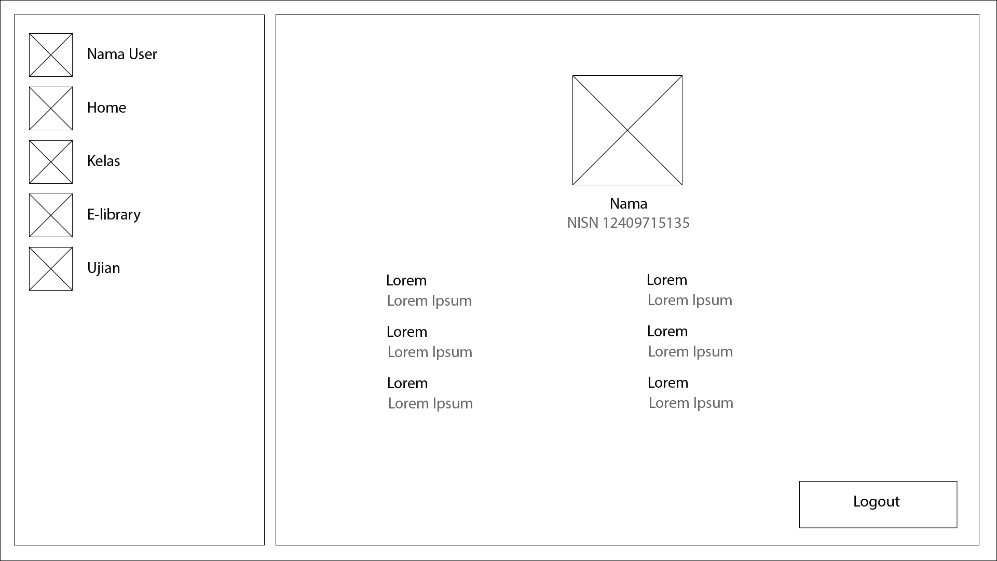 Nama User
Home
Kelas
E-library
Ujian
Nama
NISN 12409715135
Lorem
Lorem Ipsum
Lorem
Lorem Ipsum
Lorem
Lorem Ipsum
Lorem
Lorem Ipsum
Lorem
Lorem Ipsum
Lorem
Lorem Ipsum
Logout